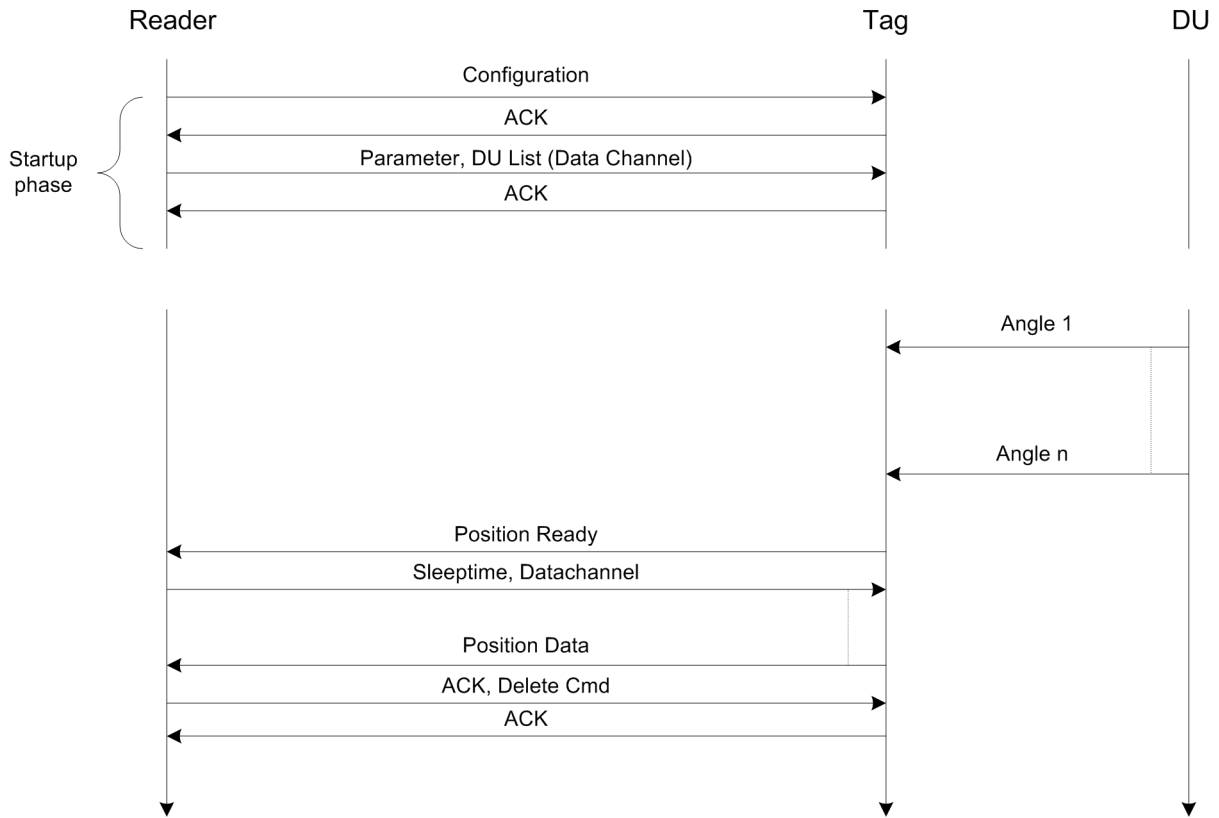 Reader
Tag
DU
Configuration
ACK
Startup
phase
Parameter, DU List (Data Channel)
ACK
Angle 1
Angle n
Position Ready
Sleeptime, Datachannel
Position Data
ACK, Delete Cmd
ACK